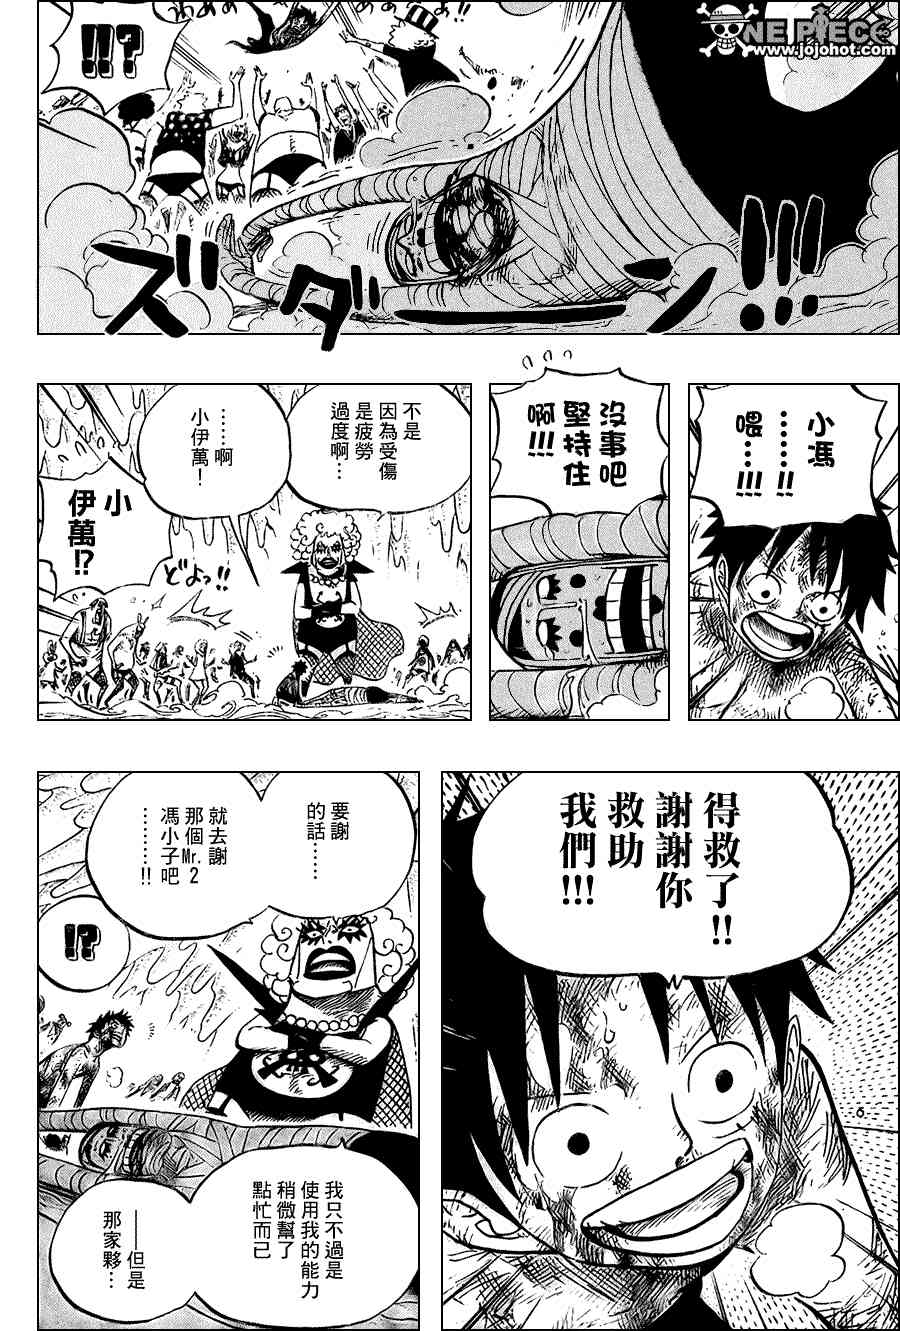 ONE PIECE
www.jojohot.com
!!?
ズダーン!!!
小馮
……!!
喂……!!!
沒事吧
堅持住
啊!!!
不是
因為受傷
是疲勞
過度啊…
……啊
小伊萬！
小
伊萬!?
どよっ!!
得救了!!
謝謝你
救助
我們!!!
要謝
的話……
就去謝
那個Mr.2
馮小子吧
………!!
!?
我只不過是
使用我的能力
稍微幫了
點忙而已
——但是
那家夥…